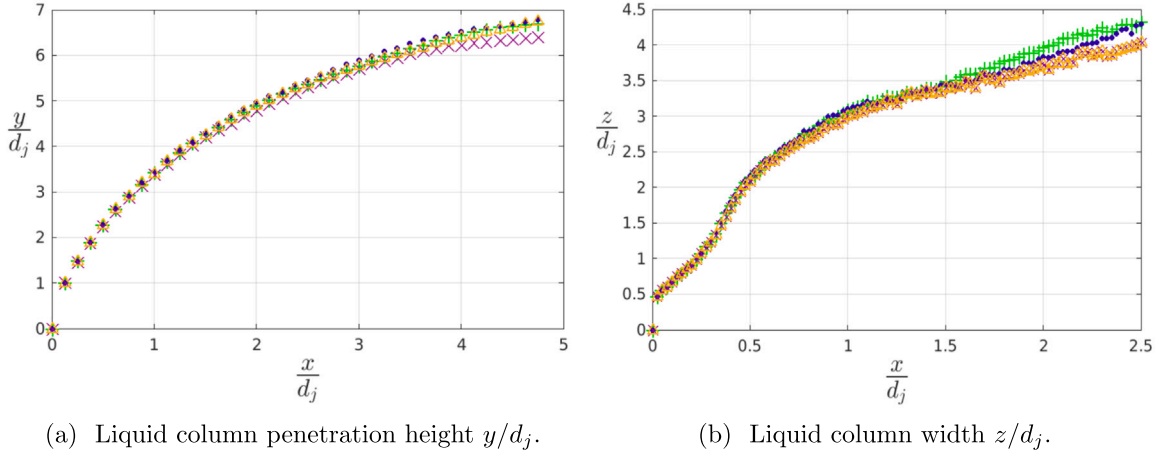 7
6
5
4
3
2
1
0
y/d_j
0 1 2 3 4 5
x/d_j
(a) Liquid column penetration height y/d_j.
4.5
4
3.5
3
2.5
2
1.5
1
0.5
0
z/d_j
0 0.5 1 1.5 2 2.5
x/d_j
(b) Liquid column width z/d_j.